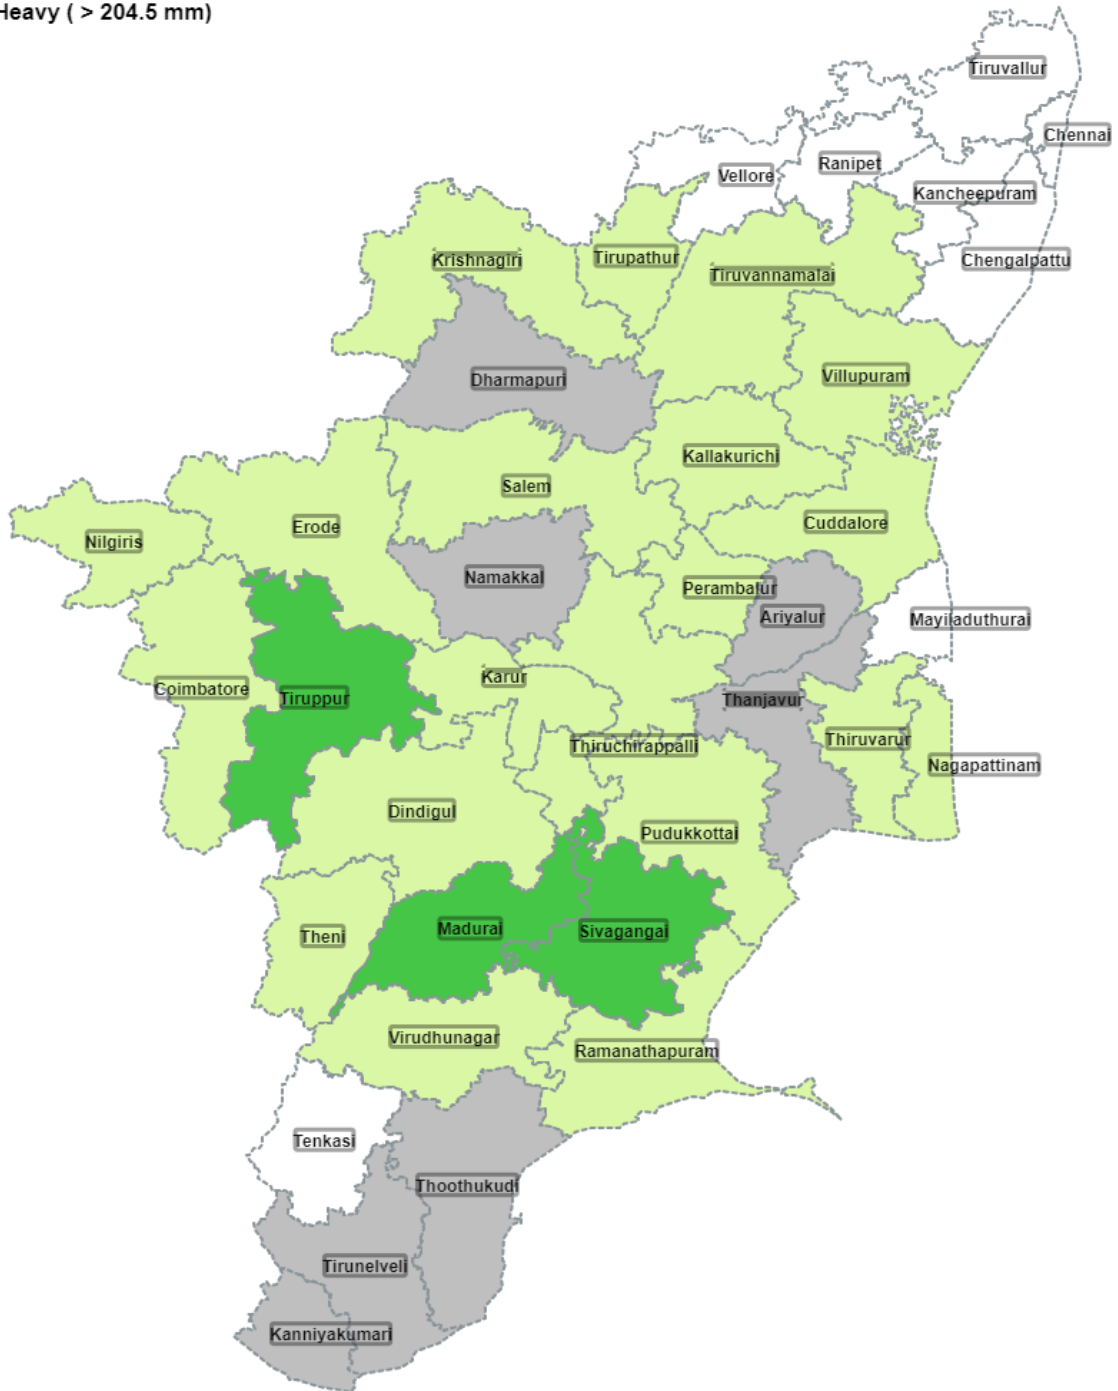 Heavy ( > 204.5 mm)
Tiruvallur
Chennai
Ranipet
Vellore
Kancheepuram
Krishnagiri
Tirupathur
Chengalpattu
Tiruvannamalai
Dharmapuri
Villupuram
Kallakurichi
Salem
Cuddalore
Erode
Nilgiris
Namakkal
Perambalur
Ariyalur
Mayiladuthurai
Karur
Coimbatore
Tiruppur
Thanjavur
Thiruchirappalli
Thiruvarur
Nagapattinam
Dindigul
Pudukkottai
Madurai
Sivagangai
Theni
Virudhunagar
Ramanathapuram
Tenkasi
Thoothukudi
Tirunelveli
Kanniyakumari